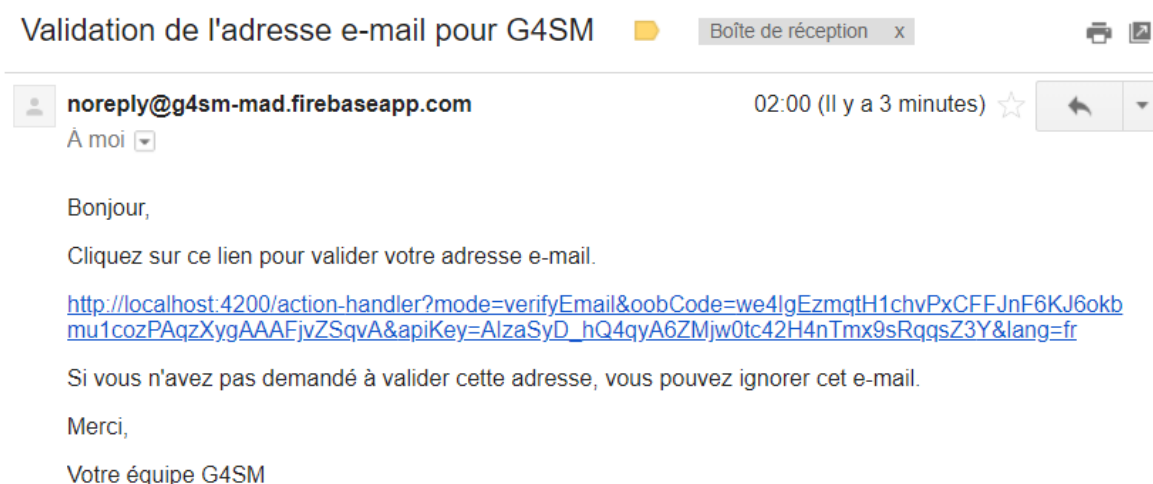 Validation de l'adresse e-mail pour G4SM Boîte de réception x
noreply@g4sm-mad.firebaseapp.com 02:00 (Il y a 3 minutes)
À moi
Bonjour,
Cliquez sur ce lien pour valider votre adresse e-mail.
http://localhost:4200/action-handler?mode=verifyEmail&oobCode=we4IgEzmqtH1chvPxCFFJnF6KJ6okb
mu1cozPAqzXygAAAFjvZSqvA&apiKey=AIzaSyD_hQ4qyA6ZMjw0tc42H4nTmx9sRqqsZ3Y&lang=fr
Si vous n'avez pas demandé à valider cette adresse, vous pouvez ignorer cet e-mail.
Merci,
Votre équipe G4SM